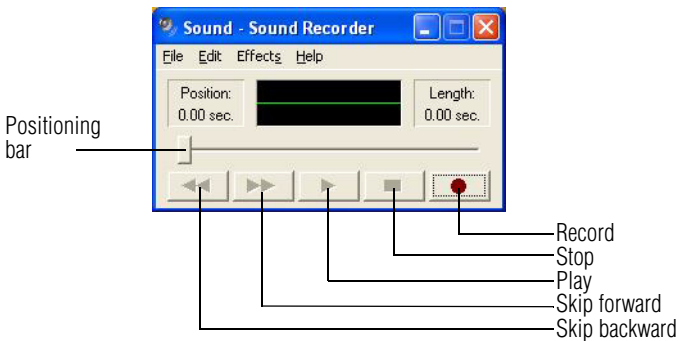 Sound - Sound Recorder
File Edit Effects Help
Position:
0.00 sec.
Length:
0.00 sec.
Positioning
bar
Record
Stop
Play
Skip forward
Skip backward